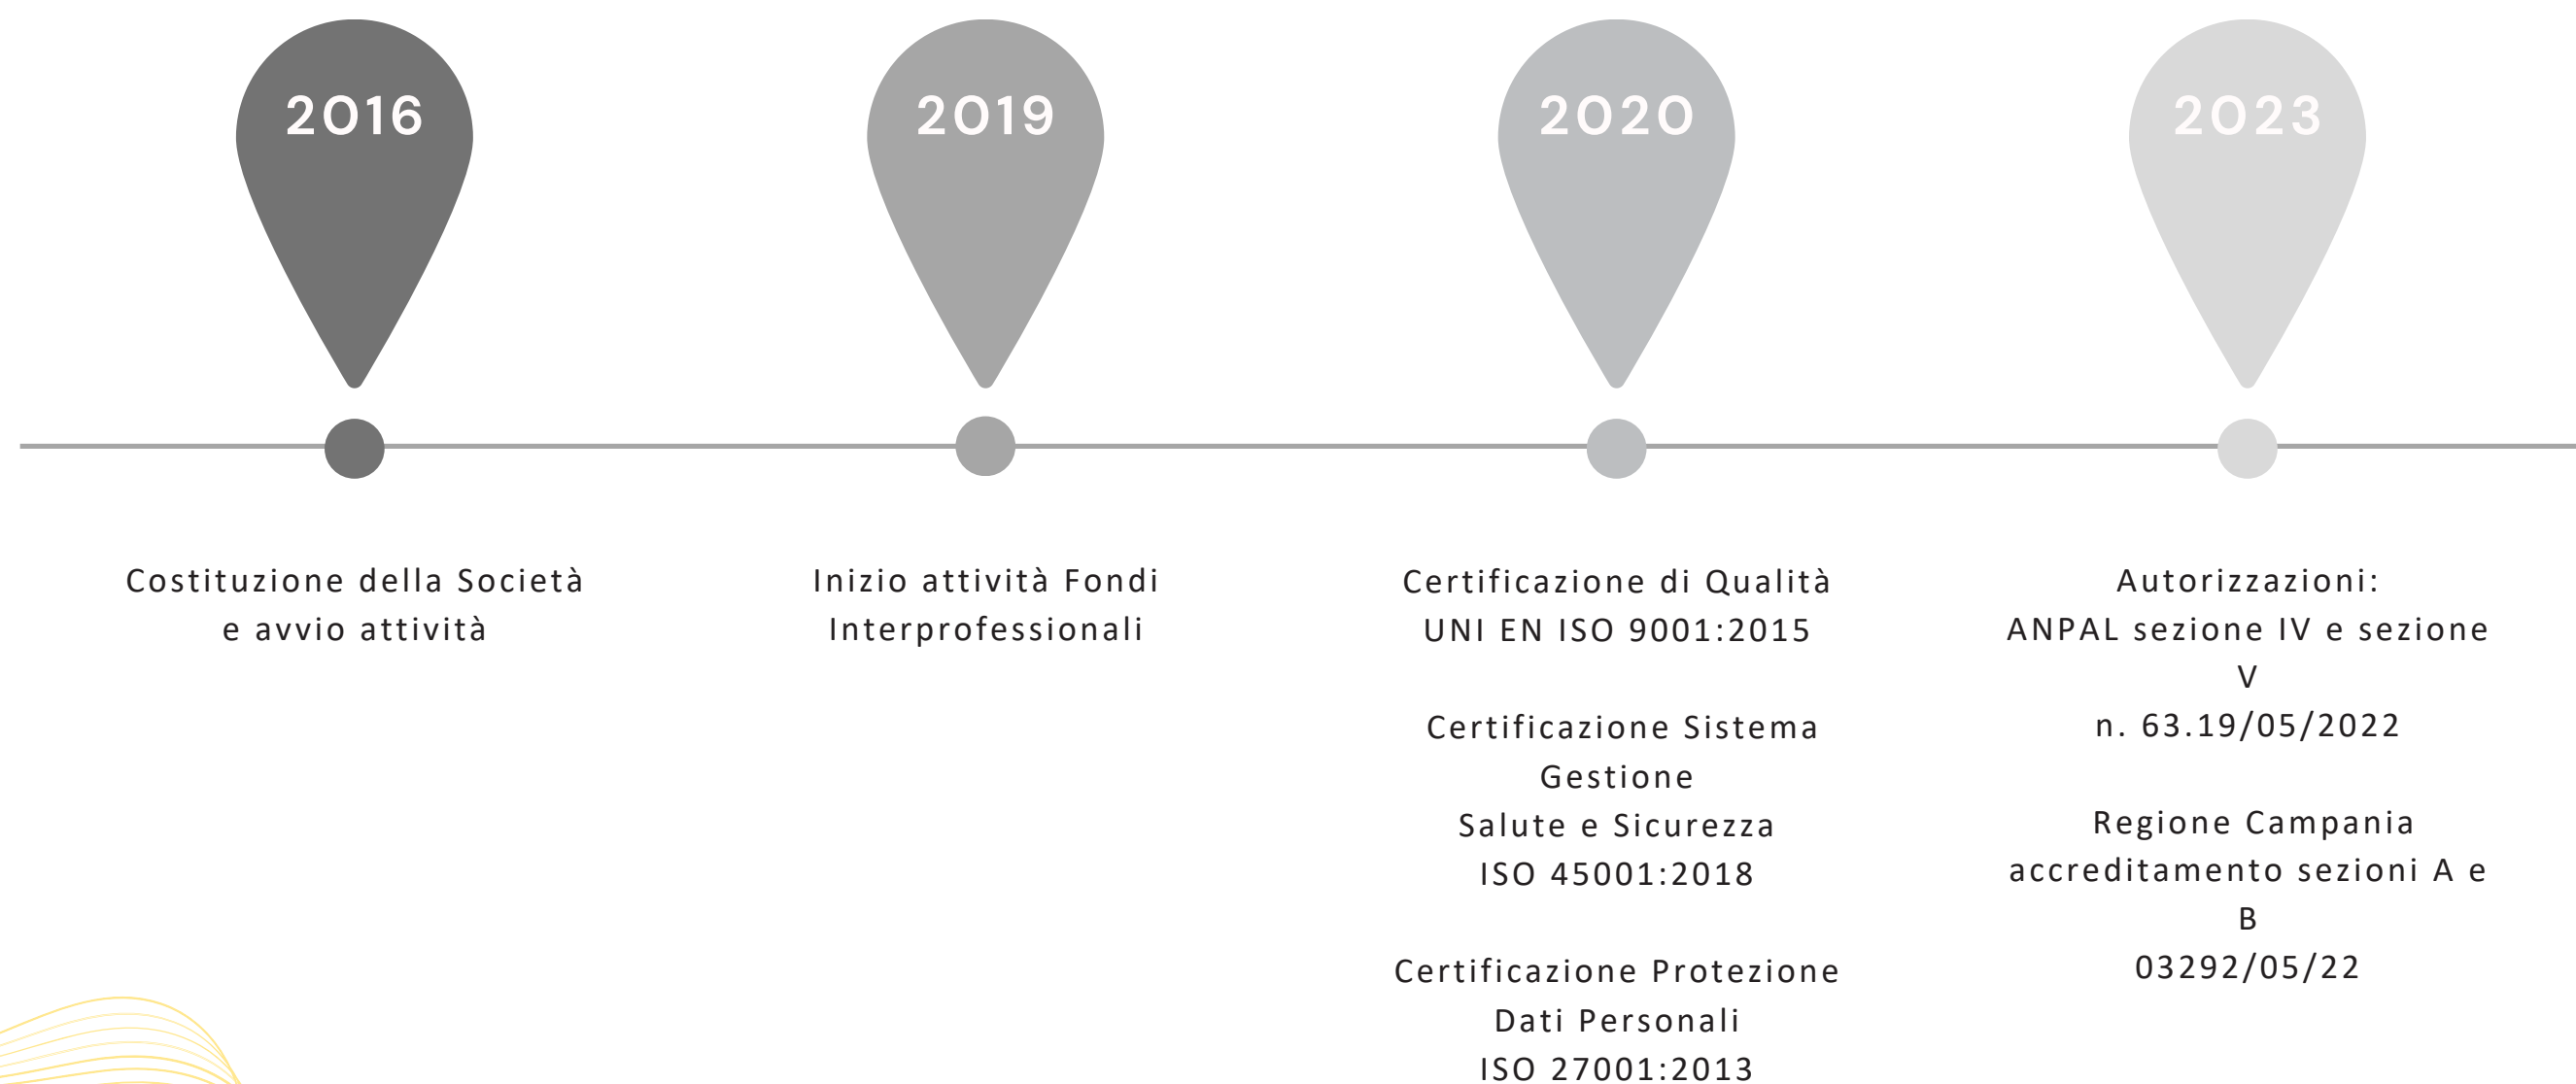 2016
Costituzione della Società
e avvio attività
2019
Inizio attività Fondi
Interprofessionali
2020
Certificazione di Qualità
UNI EN ISO 9001:2015
Certificazione Sistema
Gestione
Salute e Sicurezza
ISO 45001:2018
Certificazione Protezione
Dati Personali
ISO 27001:2013
2023
Autorizzazioni:
ANPAL sezione IV e sezione
V
n. 63.19/05/2022
Regione Campania
accreditamento sezioni A e
B
03292/05/22